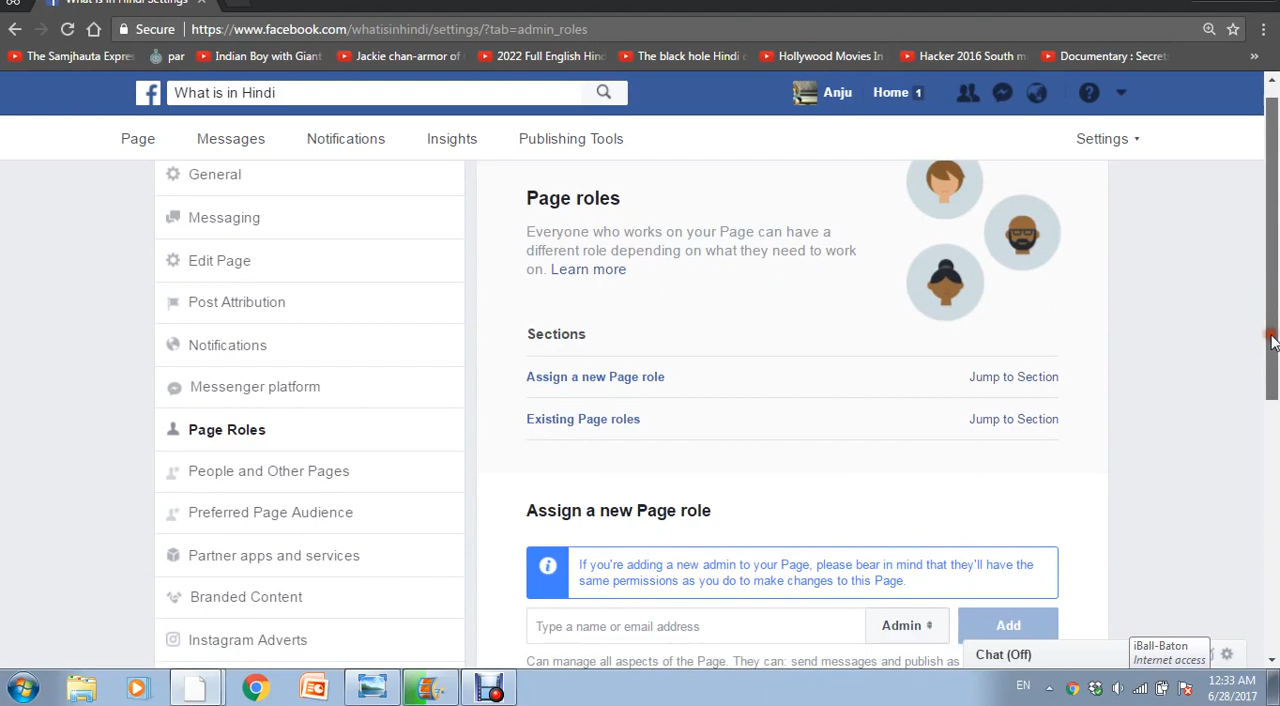 What is in Hindi Settings
Secure https://www.facebook.com/whatisinhindi/settings/?tab=admin_roles
The Samjhauta Expres
par
Indian Boy with Giant
Jackie chan-armor of
2022 Full English Hind
The black hole Hindi d
Hollywood Movies In
Hacker 2016 South m
Documentary : Secret
»
What is in Hindi
Anju
Home 1
Page
Messages
Notifications
Insights
Publishing Tools
Settings
General
Messaging
Edit Page
Post Attribution
Notifications
Messenger platform
Page Roles
People and Other Pages
Preferred Page Audience
Partner apps and services
Branded Content
Instagram Adverts
Page roles
Everyone who works on your Page can have a
different role depending on what they need to work
on. Learn more
Sections
Assign a new Page role Jump to Section
Existing Page roles Jump to Section
Assign a new Page role
If you're adding a new admin to your Page, please bear in mind that they'll have the
same permissions as you do to make changes to this Page.
Type a name or email address
Admin
Add
Can manage all aspects of the Page. They can: send messages and publish as
Chat (Off)
iBall-Baton
Internet access
EN
12:33 AM
6/28/2017